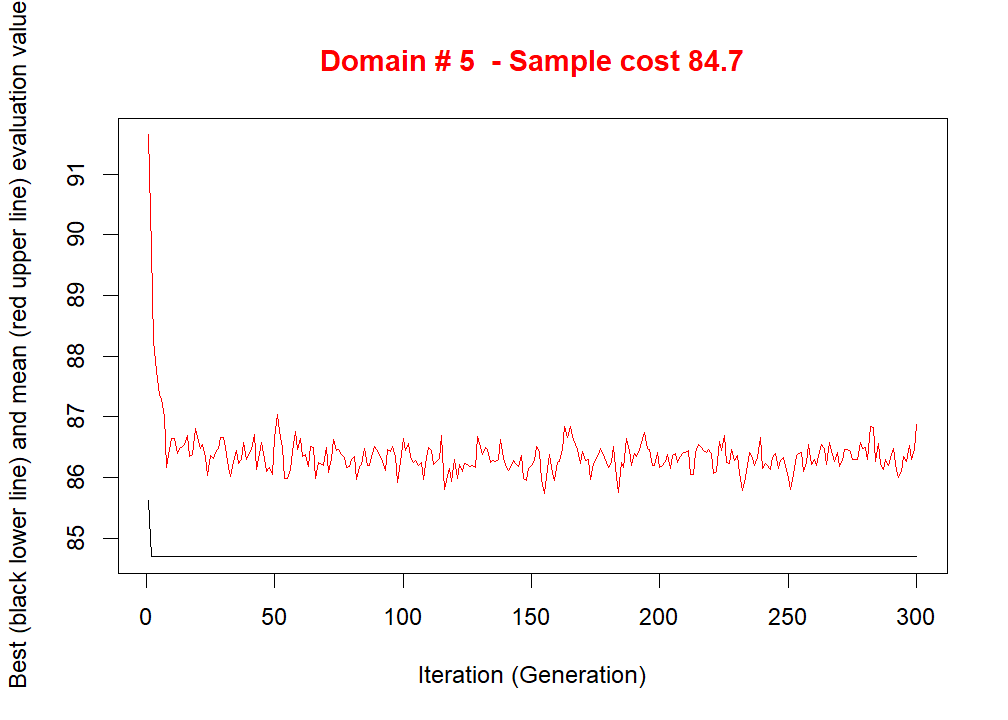 Domain # 5  - Sample cost 84.7
Best (black lower line) and mean (red upper line) evaluation value
91
90
89
88
87
86
85
0 50 100 150 200 250 300
Iteration (Generation)